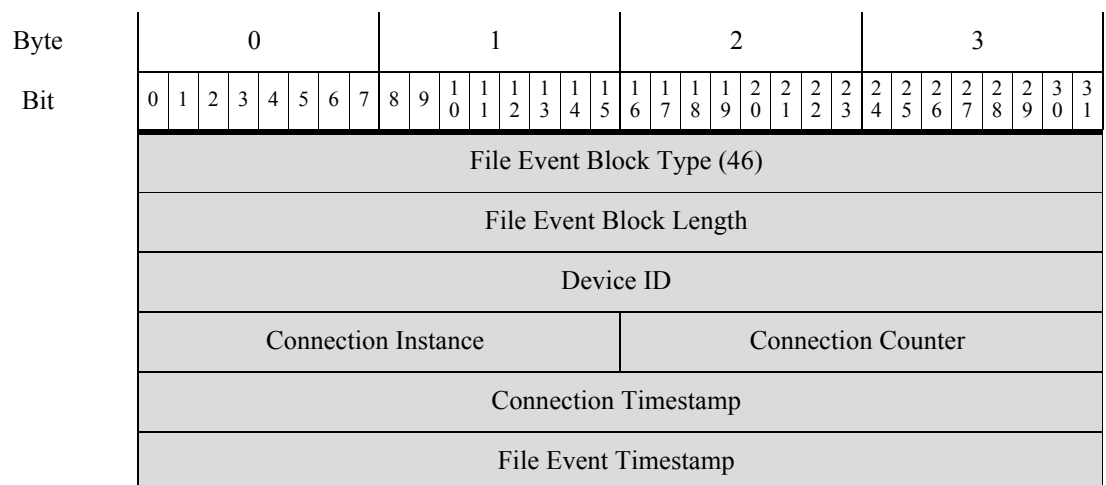 Byte 0 1 2 3
Bit 0 1 2 3 4 5 6 7 8 9 10 11 12 13 14 15 16 17 18 19 20 21 22 23 24 25 26 27 28 29 30 31
File Event Block Type (46)
File Event Block Length
Device ID
Connection Instance Connection Counter
Connection Timestamp
File Event Timestamp